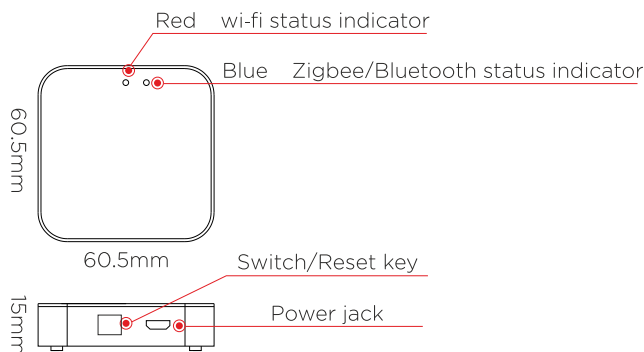 Red wi-fi status indicator
Blue Zigbee/Bluetooth status indicator
60.5mm
60.5mm
Switch/Reset key
Power jack
15mm